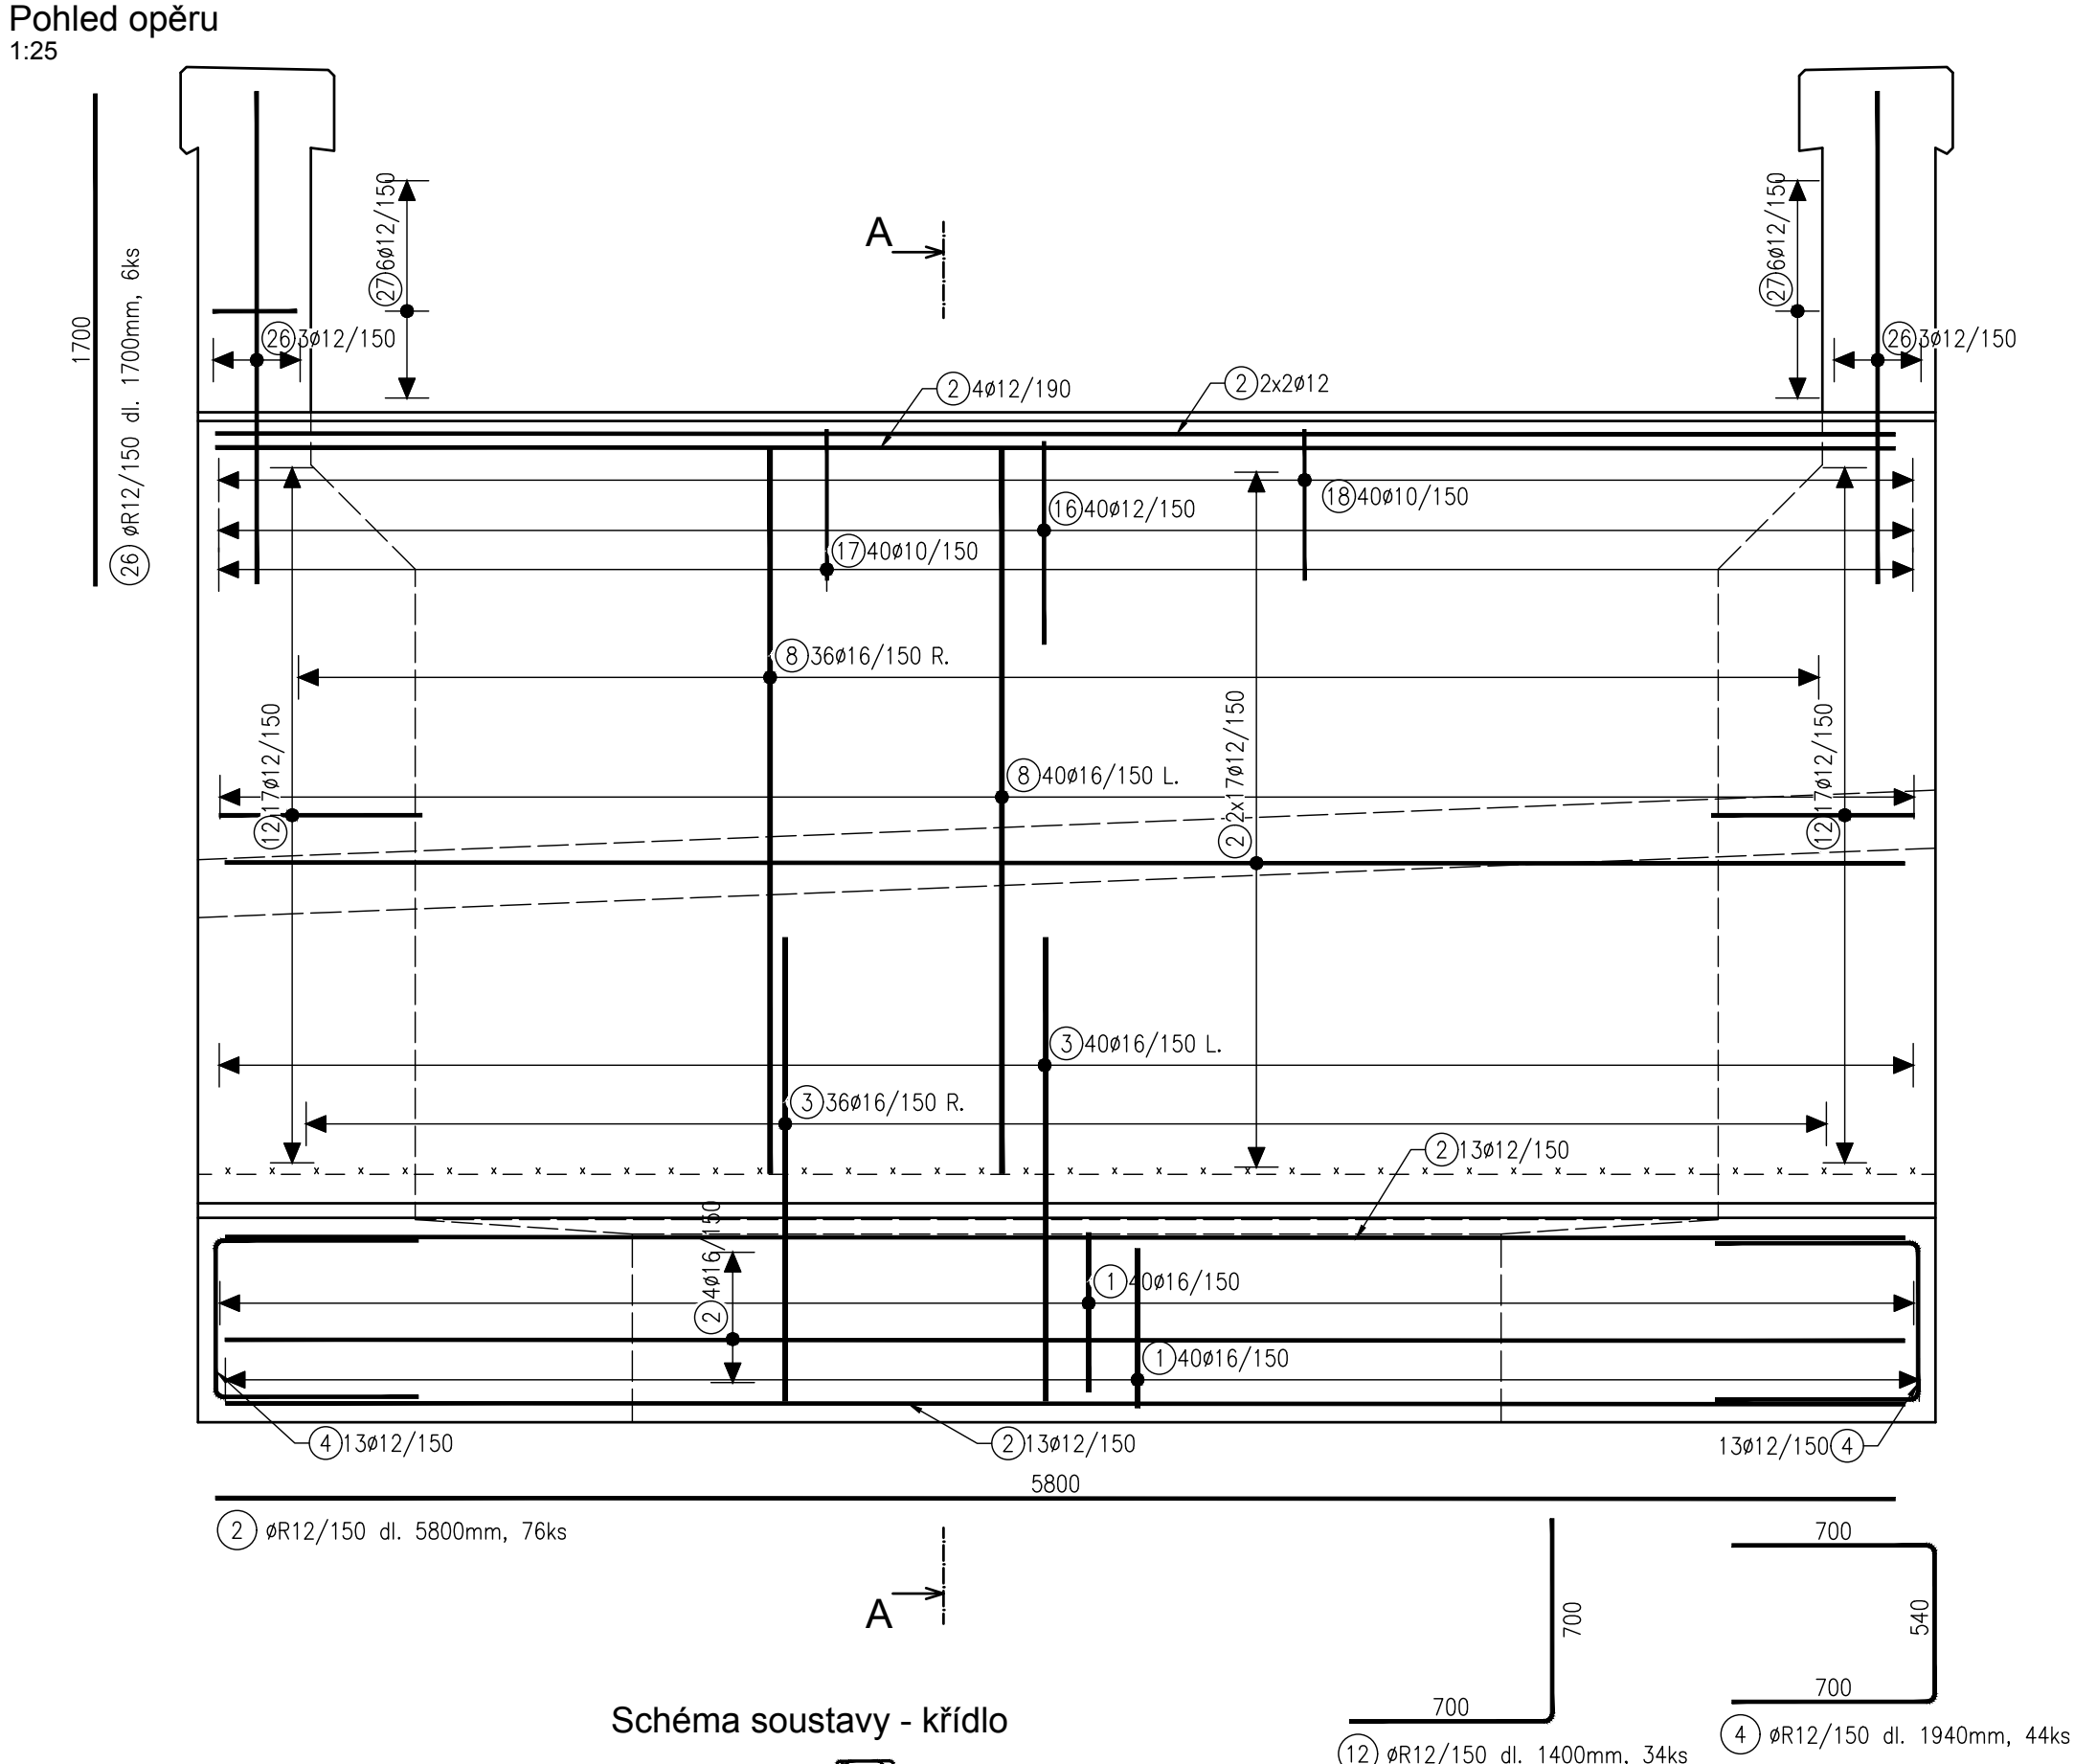 Pohled opěru
1:25
1700
26 øR12/150 dl. 1700mm, 6ks
27 6ø12/150
27 6ø12/150
A
26 3ø12/150
26 3ø12/150
2 4ø12/190
2 2x2ø12
18 40ø10/150
16 40ø12/150
17 40ø10/150
8 36ø16/150 R.
12 17ø12/150
8 40ø16/150 L.
2 2x17ø12/150
12 17ø12/150
3 40ø16/150 L.
3 36ø16/150 R.
2 13ø12/150
2 4ø16/150
1 40ø16/150
1 40ø16/150
4 13ø12/150
2 13ø12/150
13ø12/150 4
5800
2 øR12/150 dl. 5800mm, 76ks
A
700
700
12 øR12/150 dl. 1400mm, 34ks
700
540
700
4 øR12/150 dl. 1940mm, 44ks
Schéma soustavy - křídlo